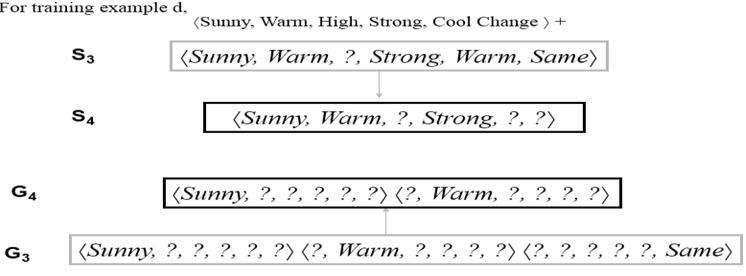 For training example d,
⟨Sunny, Warm, High, Strong, Cool Change ⟩ +
S₃ ⟨Sunny, Warm, ?, Strong, Warm, Same⟩
S₄ ⟨Sunny, Warm, ?, Strong, ?, ?⟩
G₄ ⟨Sunny, ?, ?, ?, ?, ?⟩ ⟨?, Warm, ?, ?, ?, ?⟩
G₃ ⟨Sunny, ?, ?, ?, ?, ?⟩ ⟨?, Warm, ?, ?, ?, ?⟩ ⟨?, ?, ?, ?, ?, Same⟩